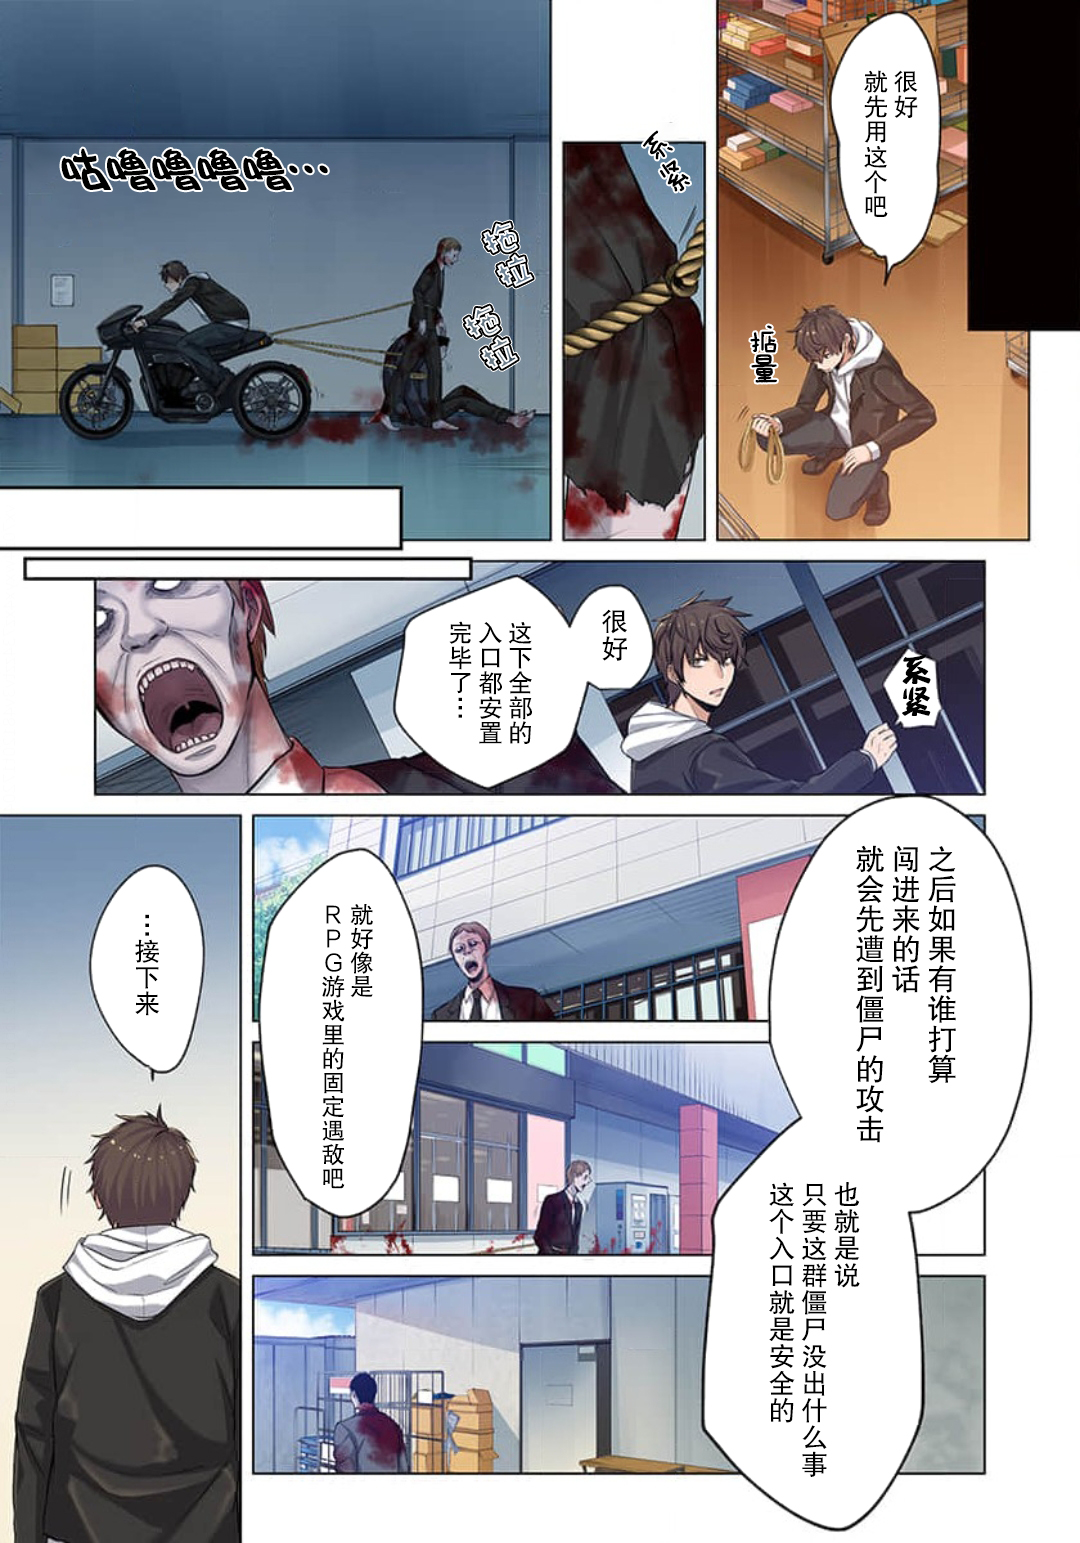 很好
就先用这个吧
掂量
系紧
咕噜噜噜噜…
拖拉
拖拉
系紧
很好
这下全部的
入口都安置
完毕了…
之后如果有谁打算
闯进来的话
就会先遭到僵尸的攻击
也就是说
只要这群僵尸没出什么事
这个入口就是安全的
就好像是
RPG游戏里的固定遇敌吧
…接下来